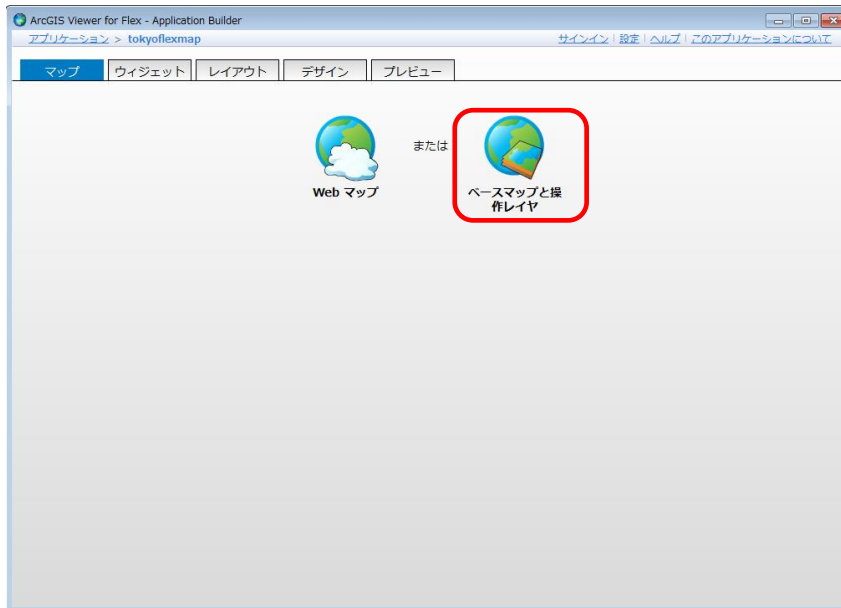 ArcGIS Viewer for Flex - Application Builder
アプリケーション > tokyoflexmap
サインイン | 設定 | ヘルプ | このアプリケーションについて
マップ ウィジェット レイアウト デザイン プレビュー
または
Web マップ
ベースマップと操
作レイヤ